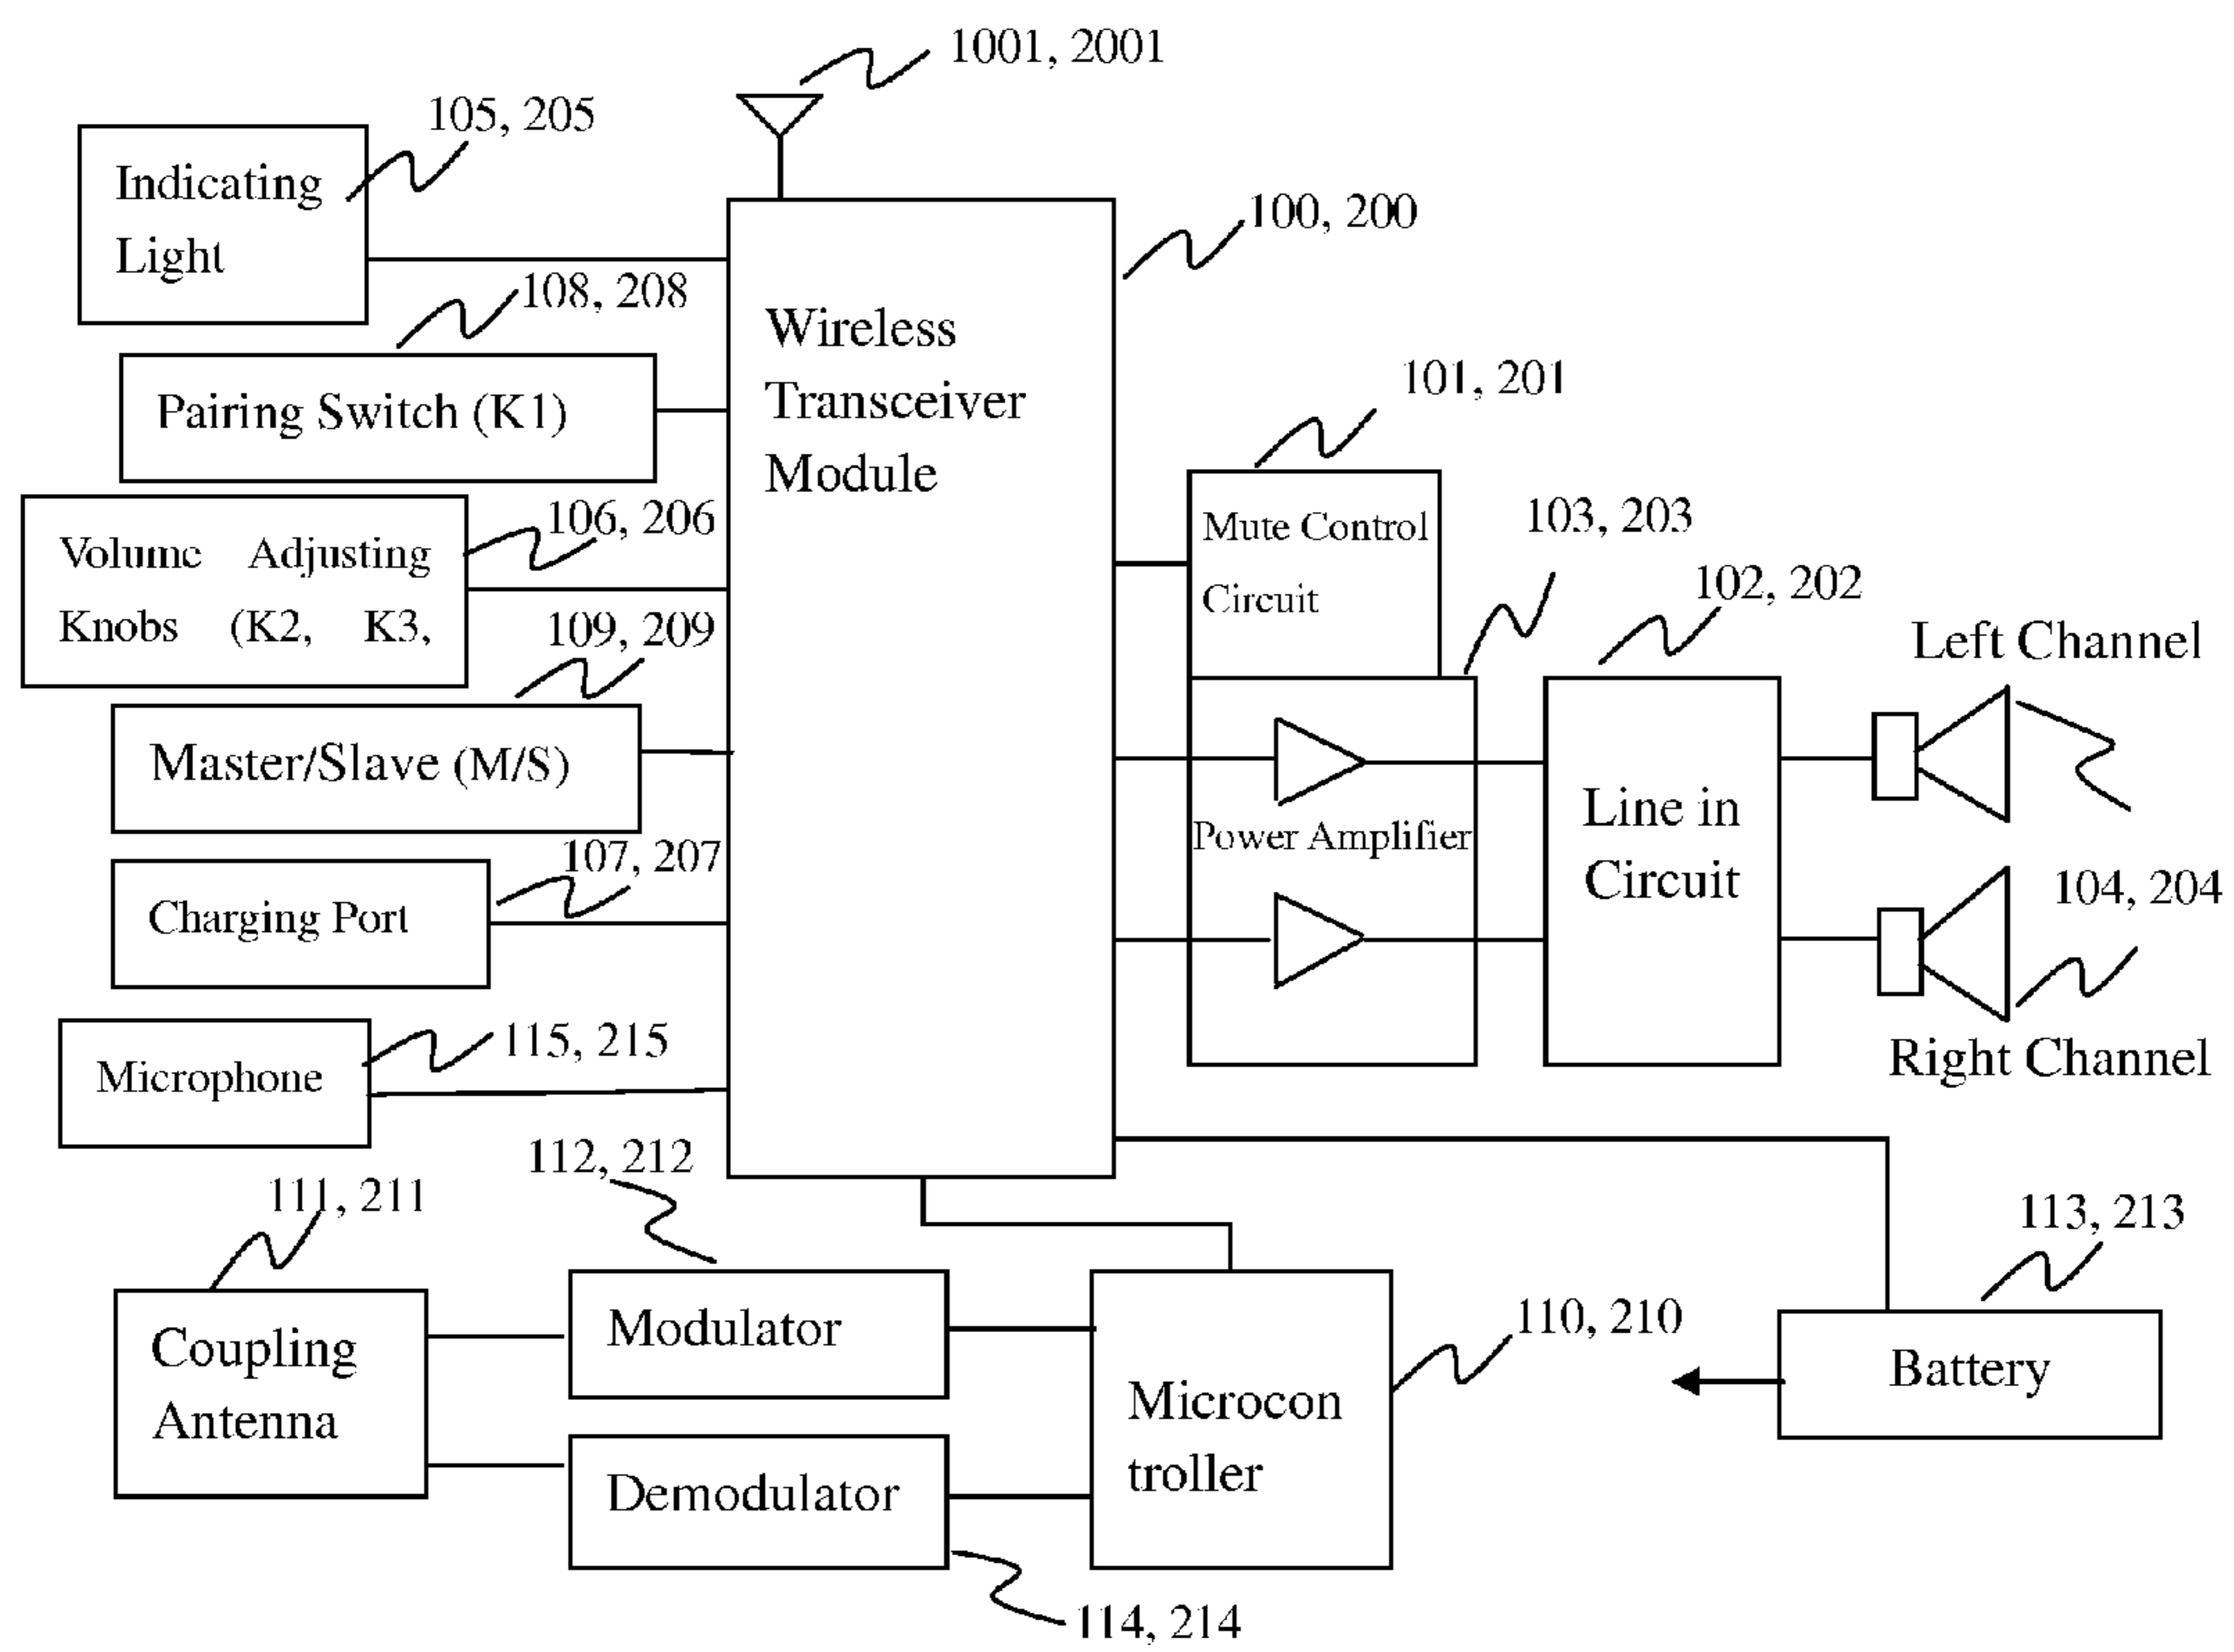 1001, 2001
105, 205
Indicating
Light
100, 200
108, 208
Pairing Switch (K1)
Wireless
Transceiver
Module
101, 201
106, 206
Volume Adjusting
Knobs (K2, K3,
Mute Control
Circuit
103, 203
102, 202
109, 209
Master/Slave (M/S)
Left Channel
Power Amplifier
Line in
Circuit
107, 207
Charging Port
104, 204
115, 215
Microphone
Right Channel
112, 212
111, 211
113, 213
Coupling
Antenna
Modulator
110, 210
Microcon
troller
Battery
Demodulator
114, 214